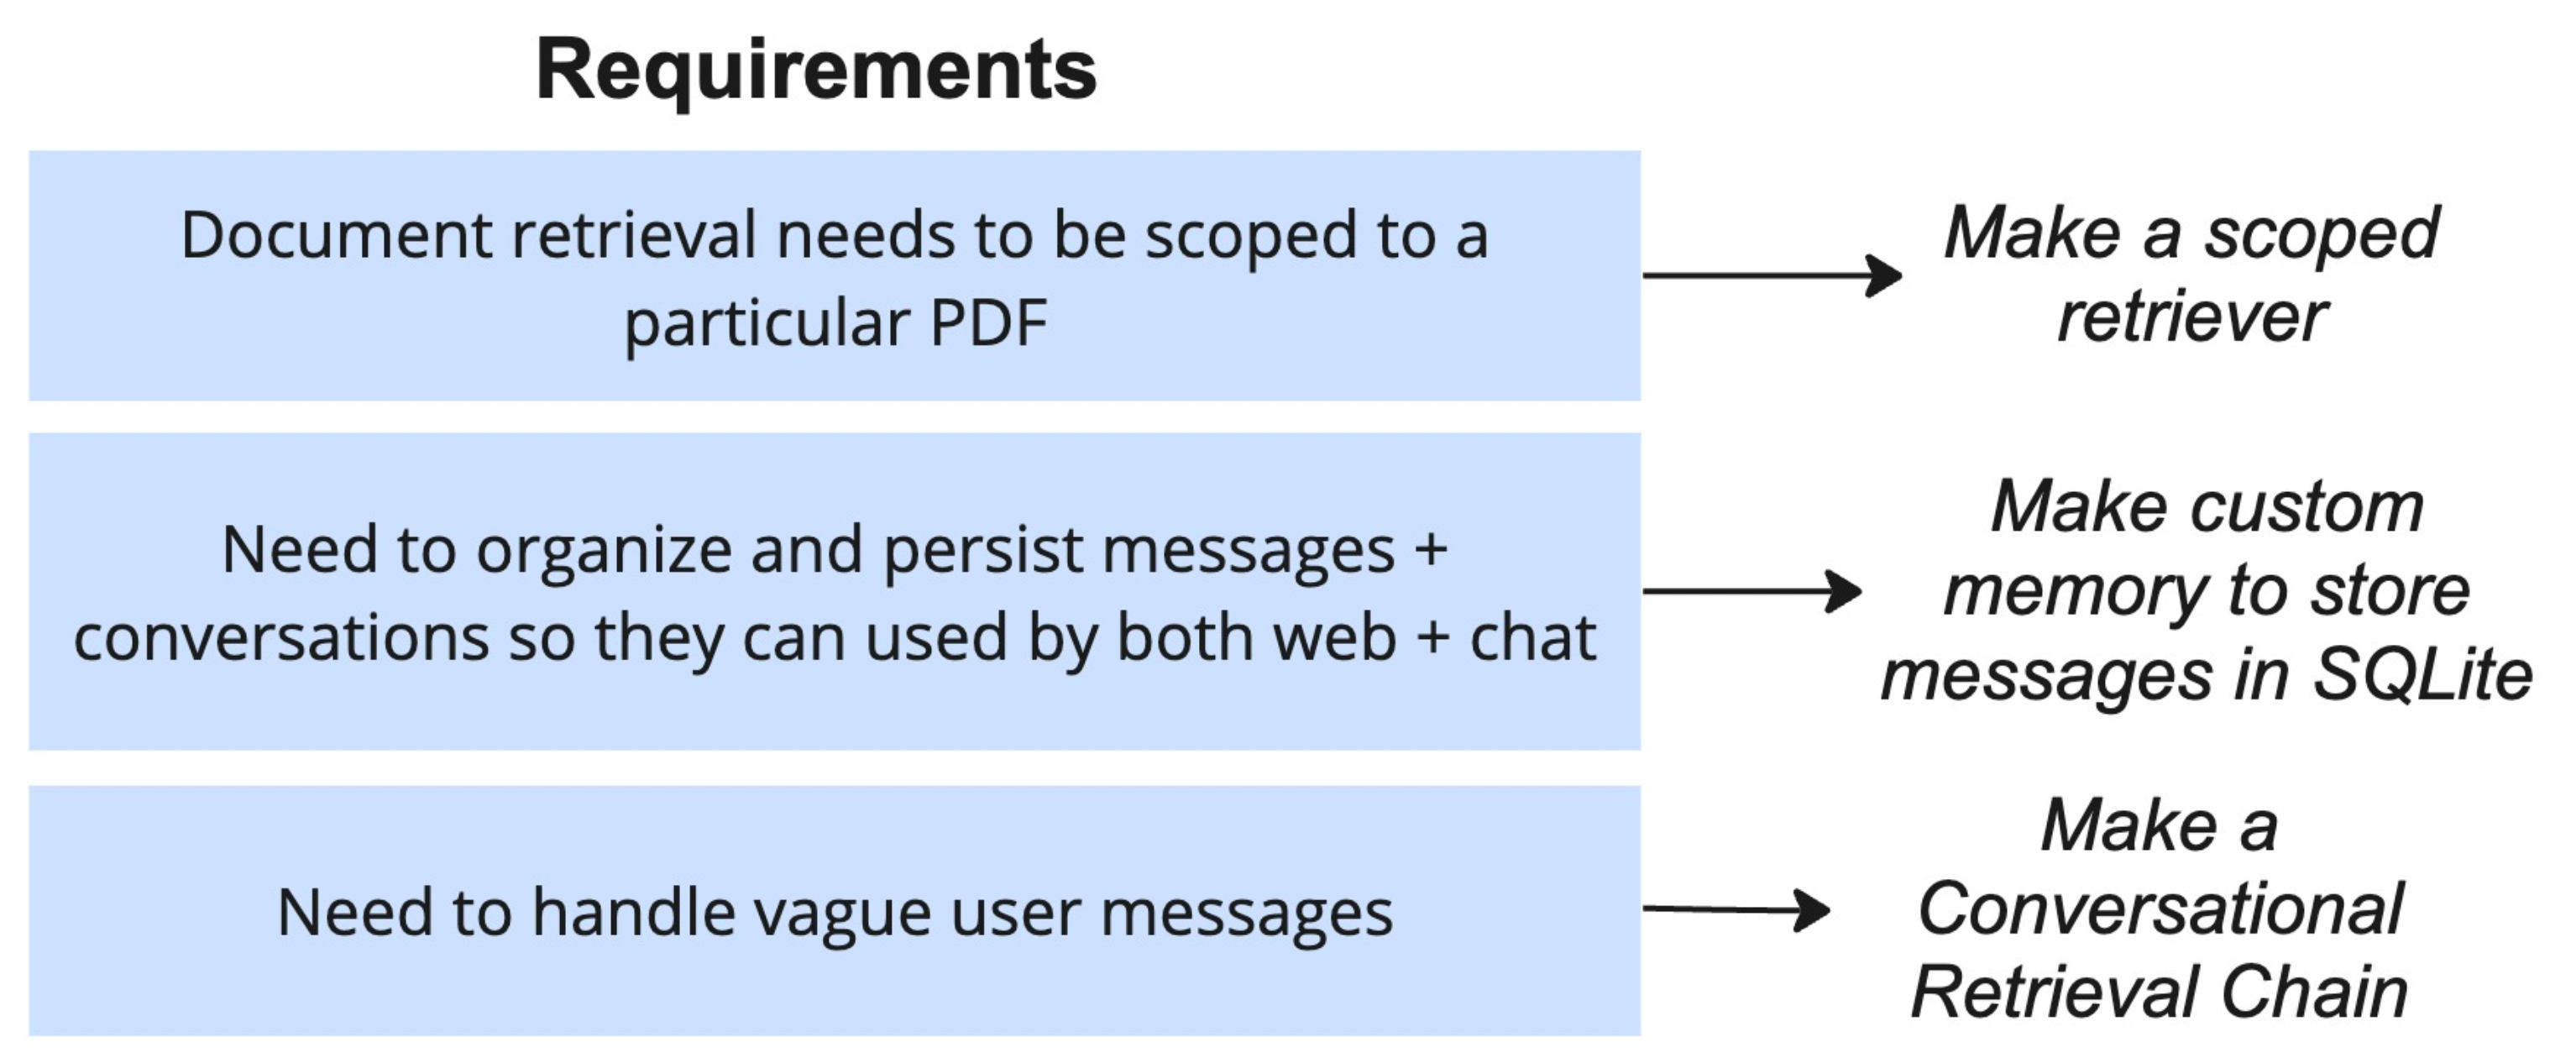 Requirements
Document retrieval needs to be scoped to a
particular PDF
Make a scoped
retriever
Need to organize and persist messages +
conversations so they can used by both web + chat
Make custom
memory to store
messages in SQLite
Need to handle vague user messages
Make a
Conversational
Retrieval Chain